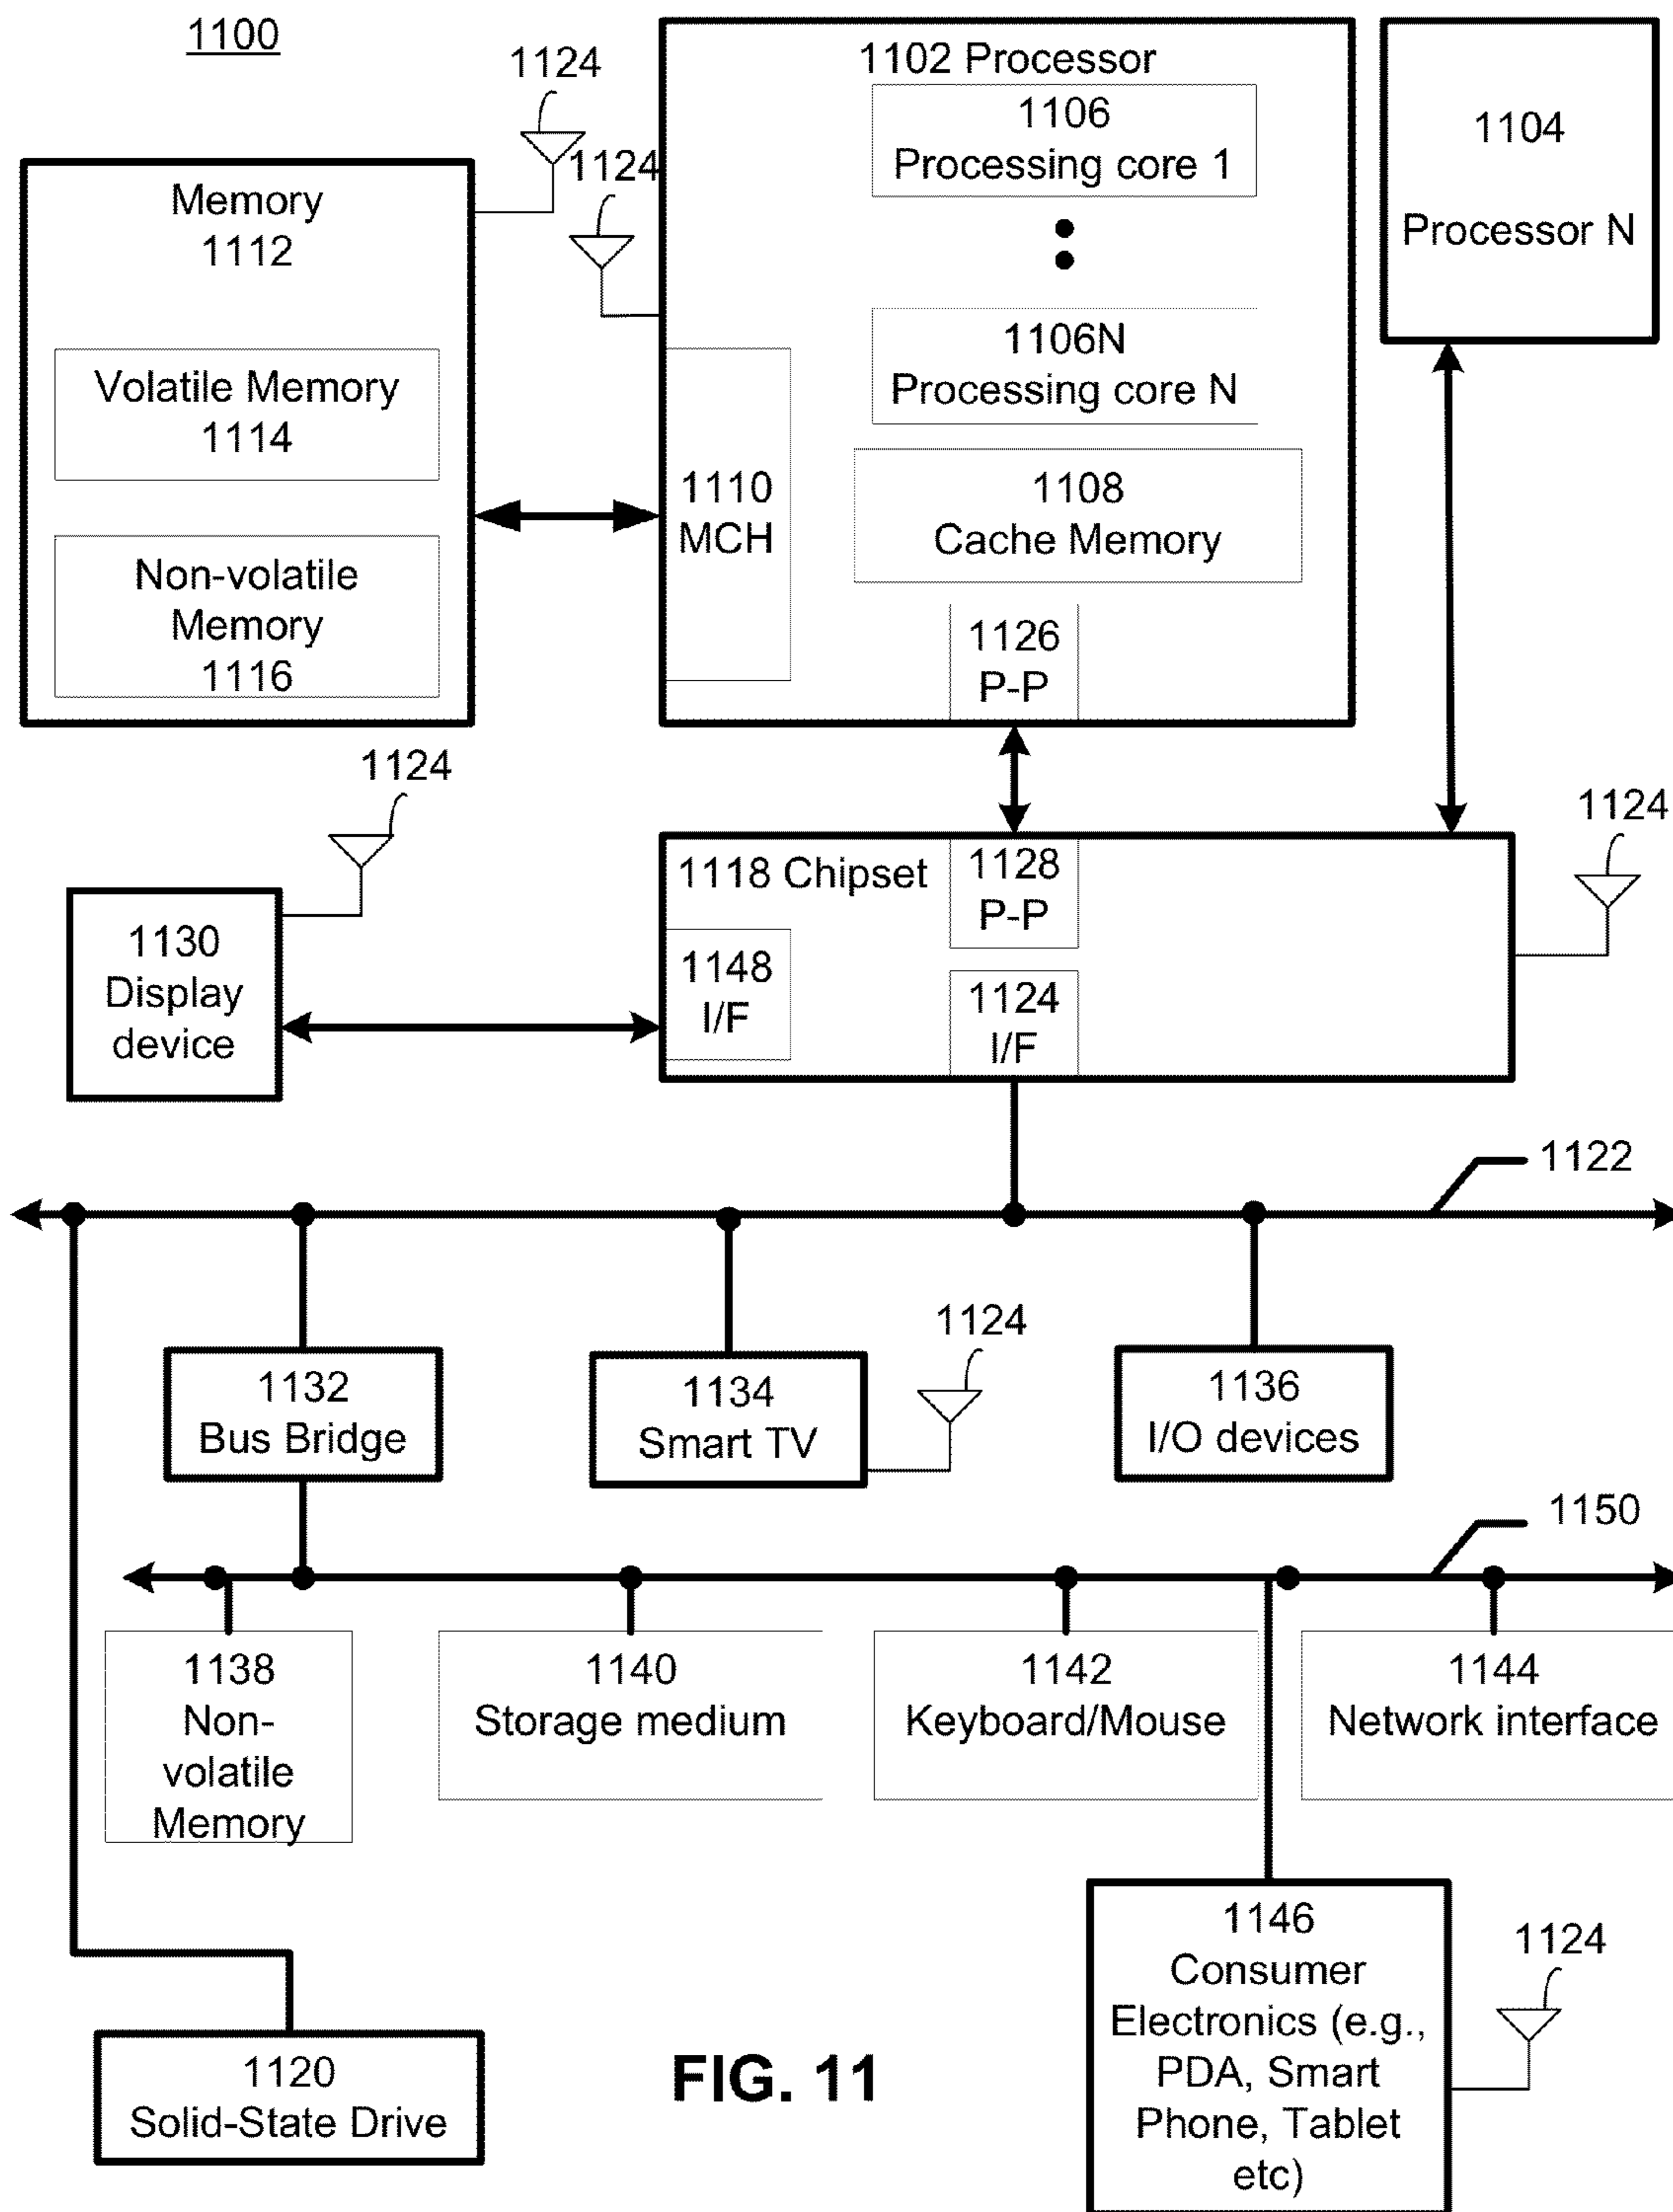 1100
1124
1124
Memory
1112
Volatile Memory
1114
Non-volatile
Memory
1116
1102 Processor
1106
Processing core 1
1106N
Processing core N
1110
MCH
1108
Cache Memory
1126
P-P
1104
Processor N
1124
1130
Display
device
1118 Chipset
1128
P-P
1148
I/F
1124
I/F
1124
1122
1132
Bus Bridge
1134
Smart TV
1124
1136
I/O devices
1150
1138
Non-
volatile
Memory
1140
Storage medium
1142
Keyboard/Mouse
1144
Network interface
1120
Solid-State Drive
FIG. 11
1146
Consumer
Electronics (e.g.,
PDA, Smart
Phone, Tablet
etc)
1124